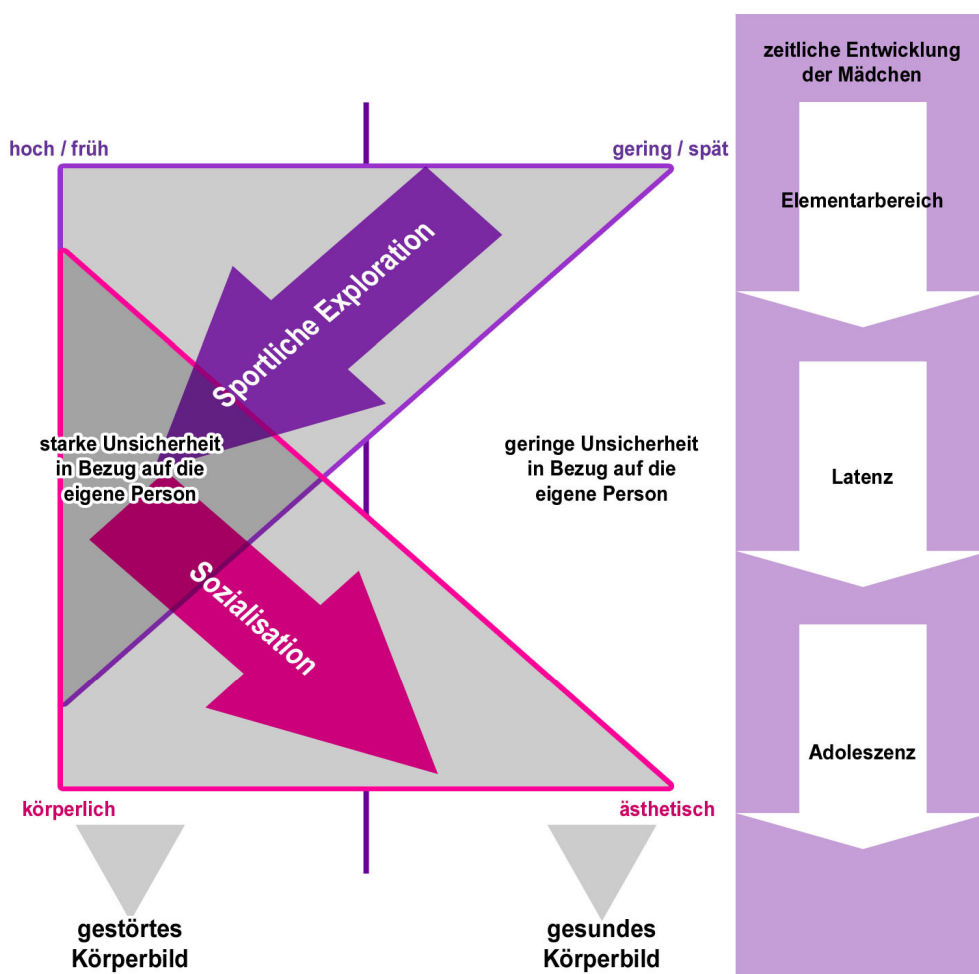 zeitliche Entwicklung
der Mädchen
hoch / früh
gering / spät
Elementarbereich
Sportliche Exploration
starke Unsicherheit
in Bezug auf die
eigene Person
geringe Unsicherheit
in Bezug auf die
eigene Person
Latenz
Sozialisation
Adoleszenz
körperlich
ästhetisch
gestörtes
Körperbild
gesundes
Körperbild